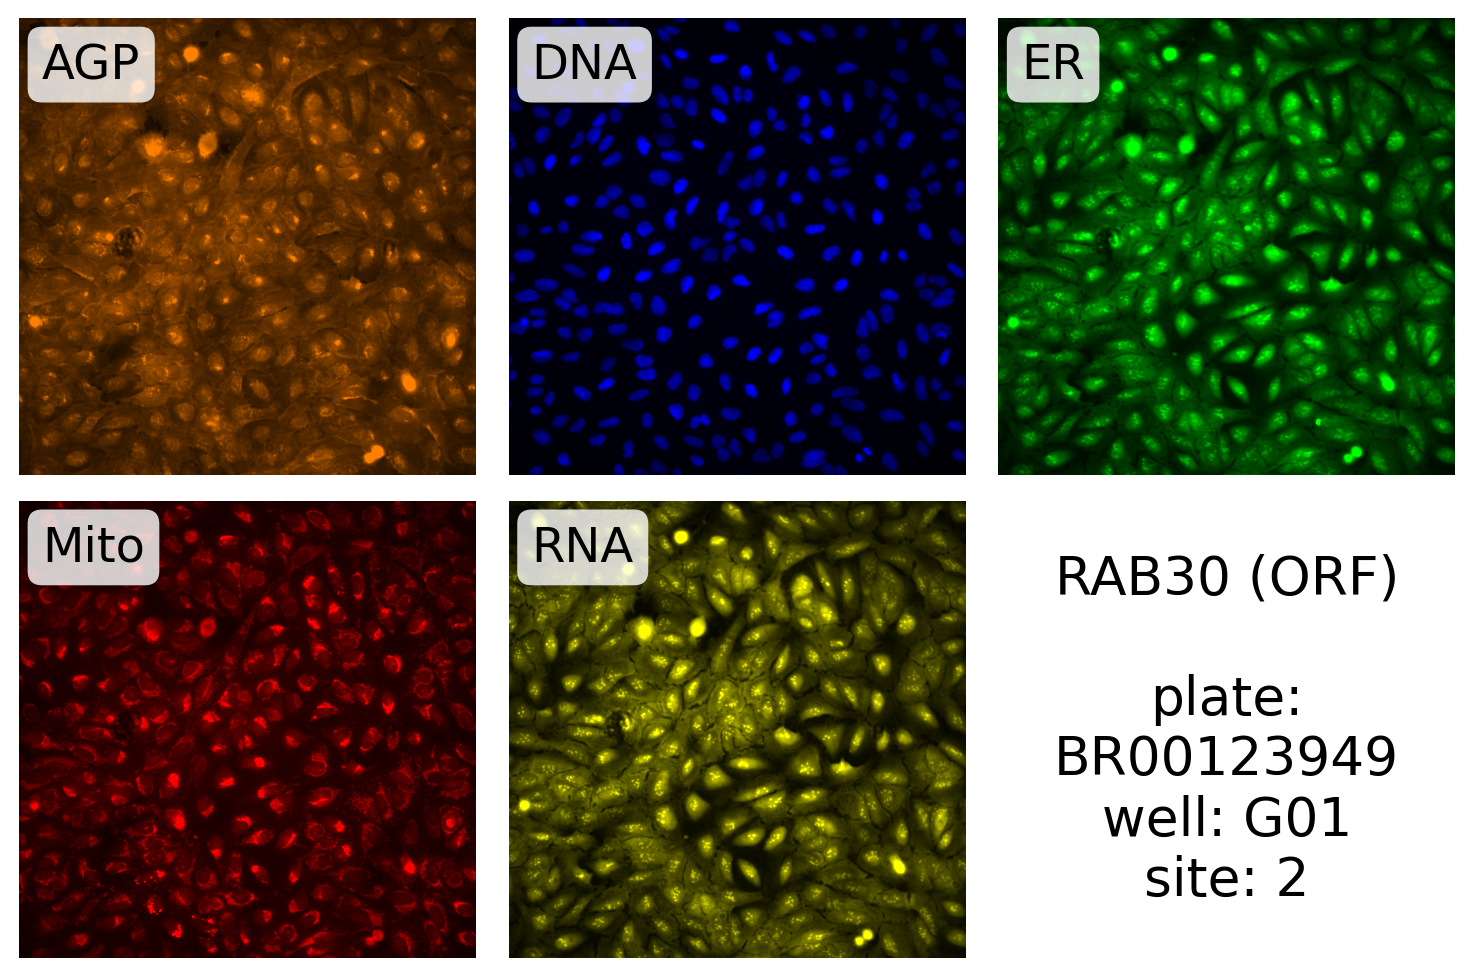 AGP
DNA
ER
Mito
RNA
RAB30 (ORF)
plate:
BR00123949
well: G01
site: 2